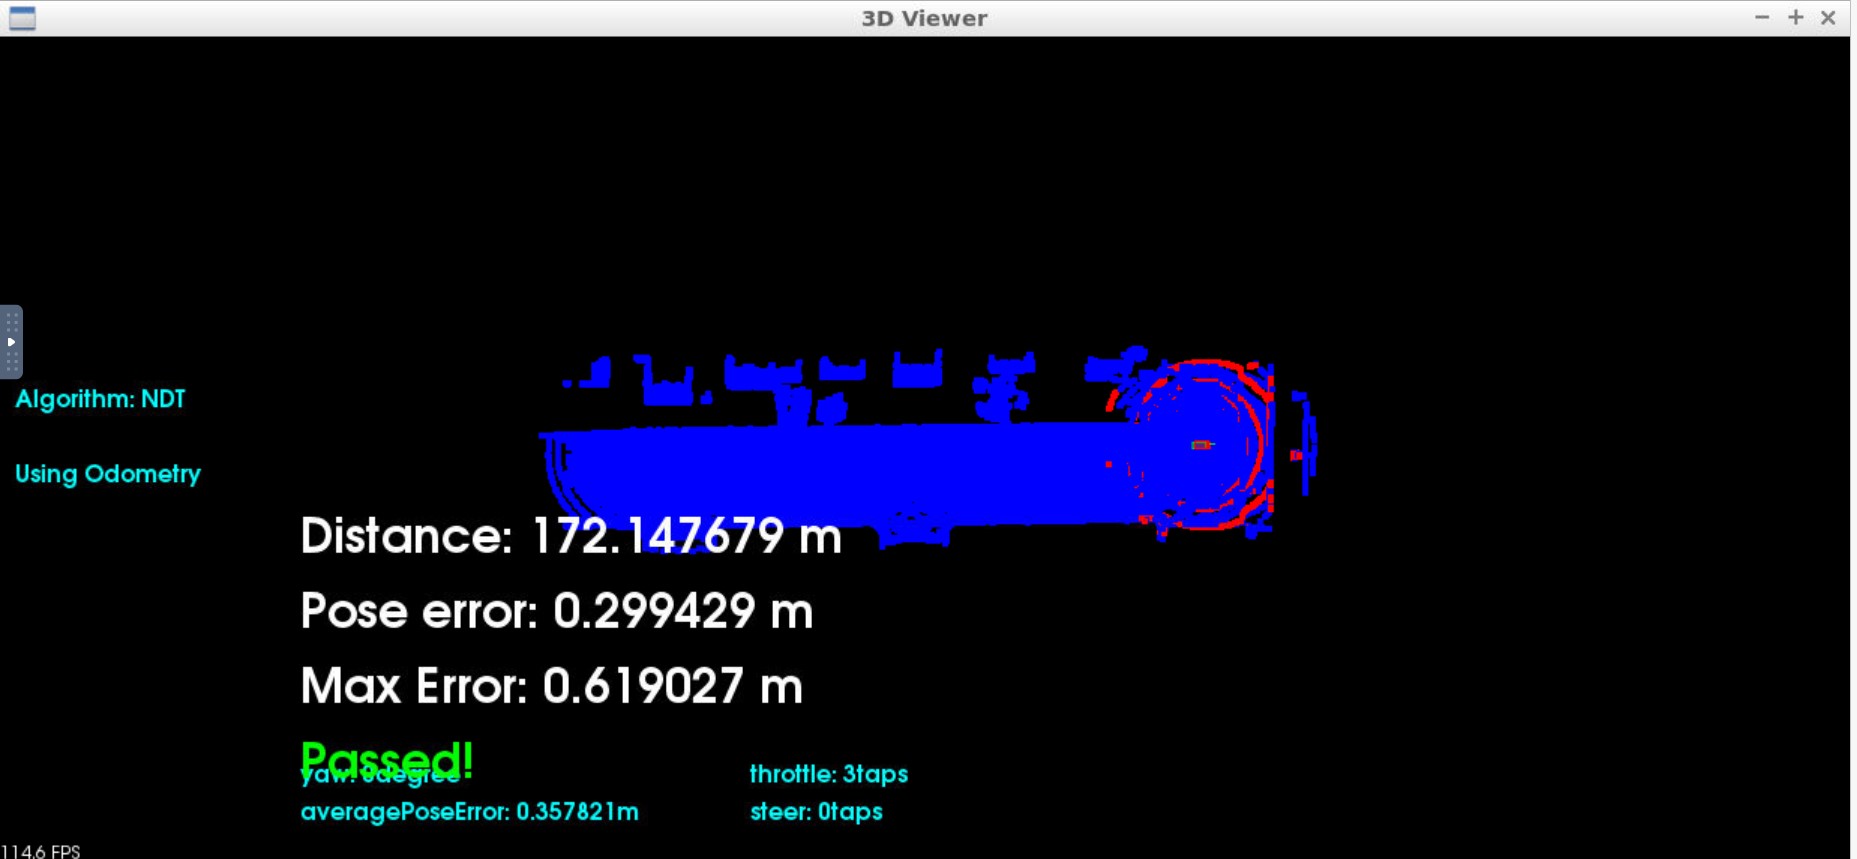 3D Viewer
Algorithm: NDT
Using Odometry
Distance: 172.147679 m
Pose error: 0.299429 m
Max Error: 0.619027 m
Passed!
yaw: 0degree
throttle: 3taps
averagePoseError: 0.357821m
steer: 0taps
114.6 FPS